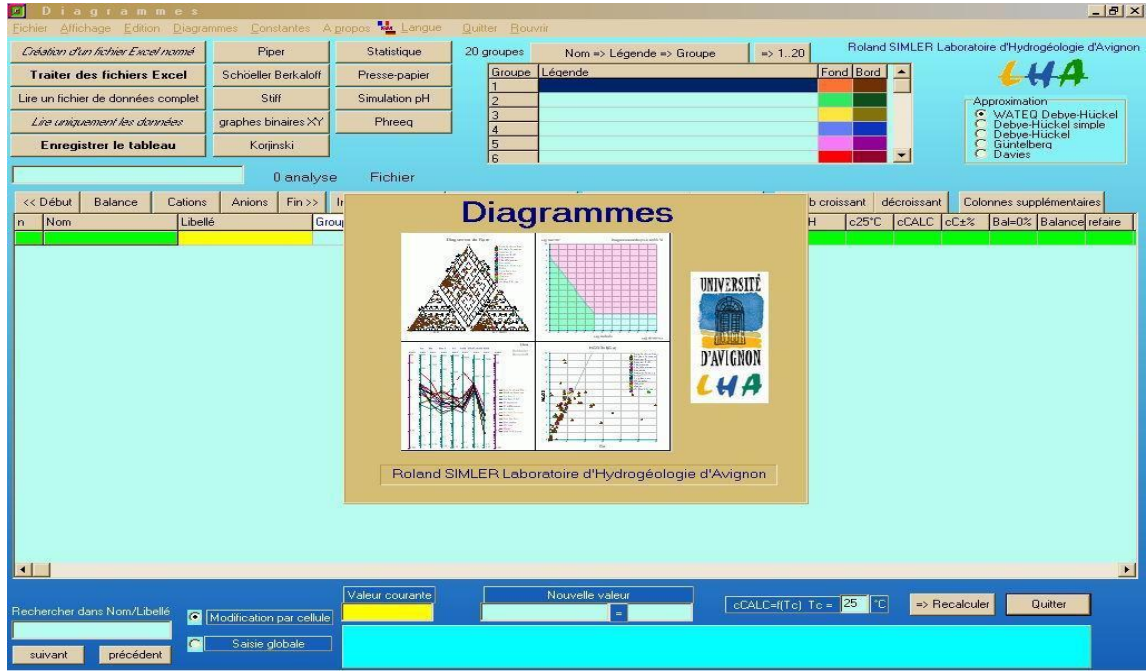 Diagrammes
Fichier Affichage Edition Diagrammes Constantes A propos Langue Quitter Rouvrir
Création d'un fichier Excel normé
Piper
Statistique
20 groupes
Nom => Légende => Groupe
=> 1..20
Roland SIMLER Laboratoire d'Hydrogéologie d'Avignon
LHA
Traiter des fichiers Excel
Schöeller Berkaloff
Presse-papier
Groupe Légende Fond Bord
1
2
3
4
5
6
Lire un fichier de données complet
Stiff
Simulation pH
Lire uniquement les données
graphes binaires XY
Phreeq
Enregistrer le tableau
Korjinski
Approximation
WATEQ Debye-Hückel
Debye-Hückel simple
Debye-Hückel
Güntelberg
Davies
0 analyse Fichier
<< Début
Balance
Cations
Anions
Fin >>
b croissant
décroissant
Colonnes supplémentaires
n Nom Libellé Grou
H c25°C cCALC cC±% Bal=0% Balance refaire
Diagrammes
Diagramme de Piper
UNIVERSITÉ
D'AVIGNON
LHA
Roland SIMLER Laboratoire d'Hydrogéologie d'Avignon
Rechercher dans Nom/Libellé
suivant
précédent
Modification par cellule
Saisie globale
Valeur courante
Nouvelle valeur
=
cCALC=f(Tc) Tc = 25 °C
=> Recalculer
Quitter